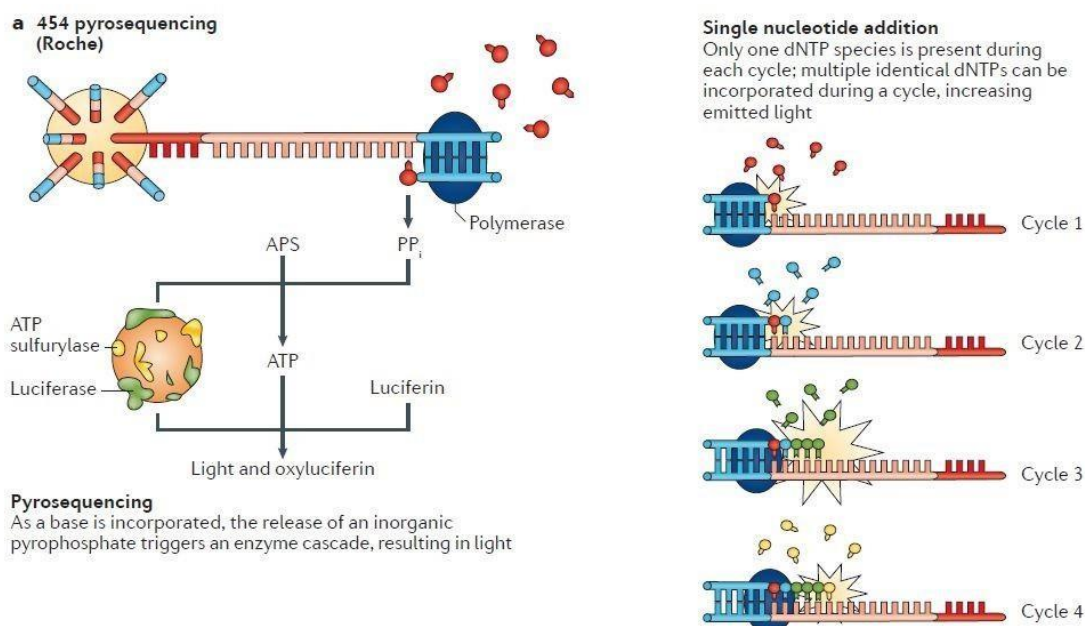 a 454 pyrosequencing
(Roche)
Polymerase
APS
PPi
ATP
sulfurylase
Luciferase
ATP
Luciferin
Light and oxyluciferin
Pyrosequencing
As a base is incorporated, the release of an inorganic
pyrophosphate triggers an enzyme cascade, resulting in light
Single nucleotide addition
Only one dNTP species is present during
each cycle; multiple identical dNTPs can be
incorporated during a cycle, increasing
emitted light
Cycle 1
Cycle 2
Cycle 3
Cycle 4